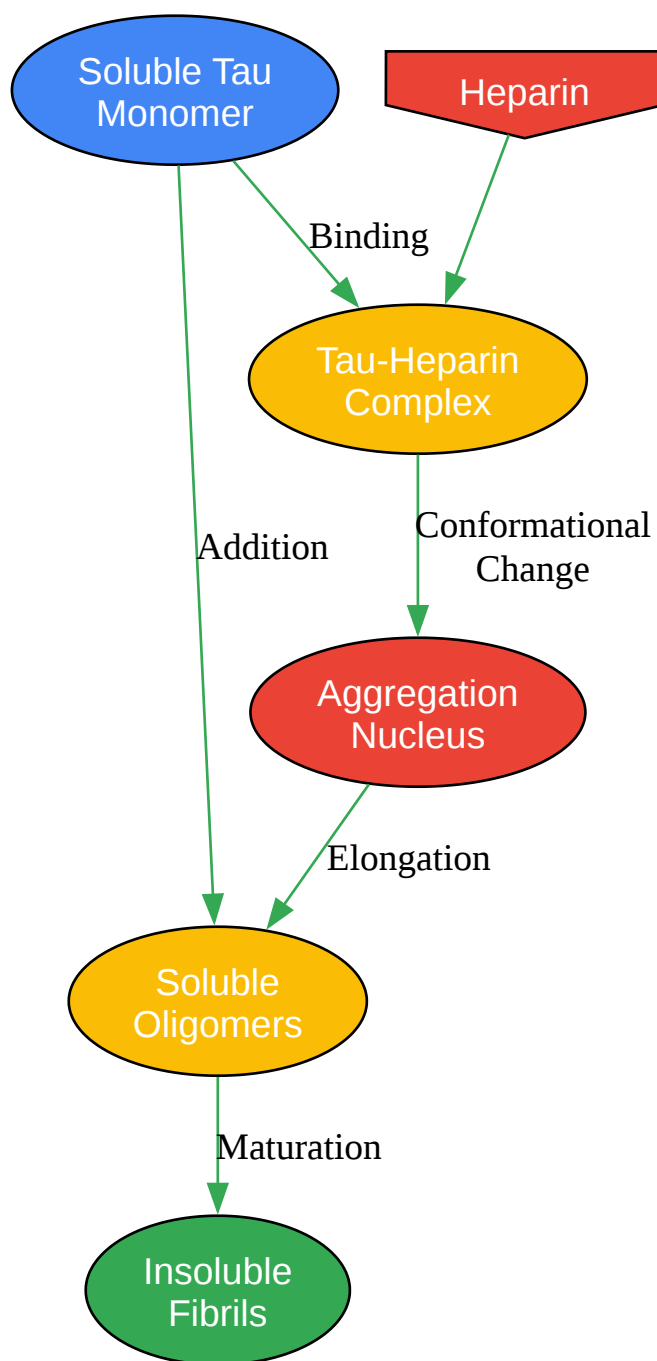 Soluble Tau
Monomer
Heparin
Binding
Tau-Heparin
Complex
Addition
Conformational
Change
Aggregation
Nucleus
Elongation
Soluble
Oligomers
Maturation
Insoluble
Fibrils